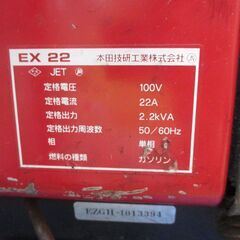 EX 22 本田技研工業株式会社
JET
定格電圧 100V
定格電流 22A
定格出力 2.2kVA
定格出力周波数 50/60Hz
相 単相
燃料の種類 ガソリン
EZGH-1013394